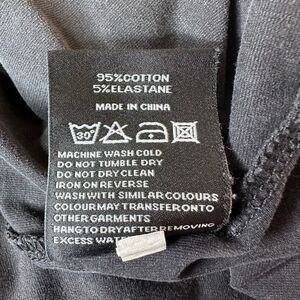 95%COTTON
5%ELASTANE
MADE IN CHINA
30°
MACHINE WASH COLD
DO NOT TUMBLE DRY
DO NOT DRY CLEAN
IRON ON REVERSE
WASH WITH SIMILAR COLOURS
COLOUR MAY TRANSFER ONTO
OTHER GARMENTS
HANG TO DRY AFTER REMOVING
EXCESS